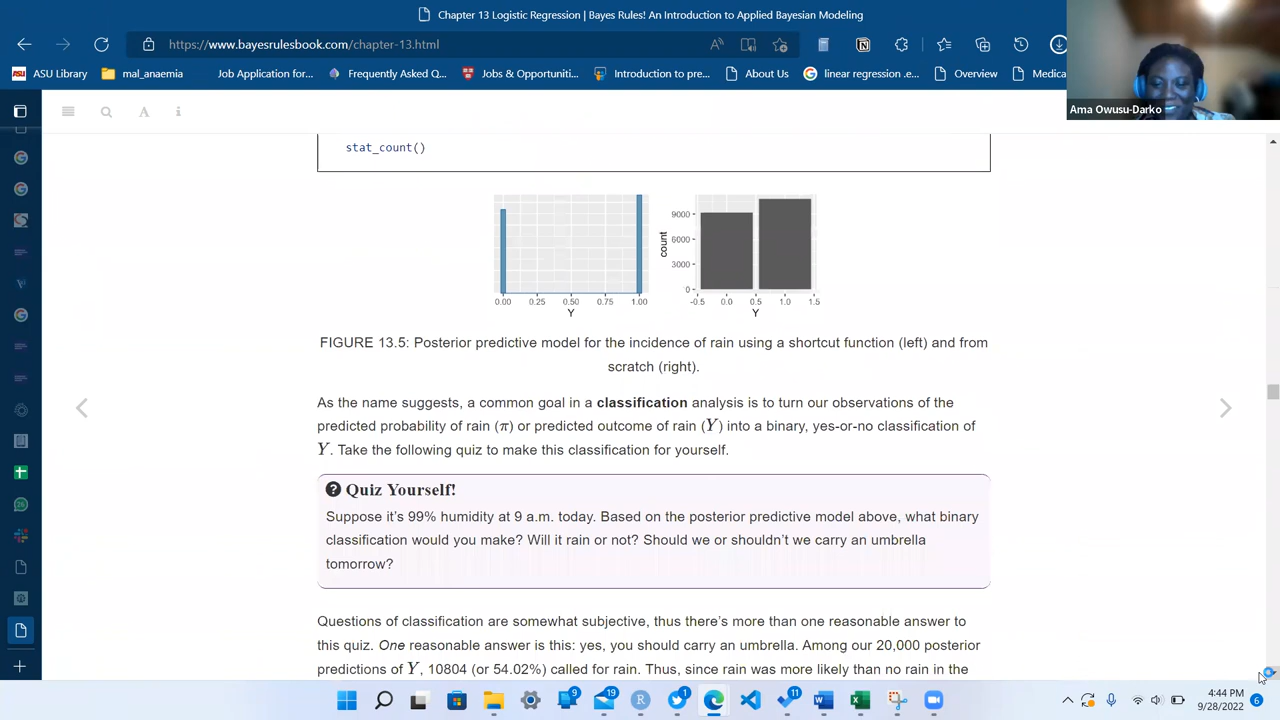 Chapter 13 Logistic Regression | Bayes Rules! An Introduction to Applied Bayesian Modeling
https://www.bayesrulesbook.com/chapter-13.html
ASU Library mal_anaemia Job Application for... Frequently Asked Q... Jobs & Opportuniti... Introduction to pre... About Us linear regression .e... Overview Medica
Ama Owusu-Darko
stat_count()
9000
6000
3000
0
count
0.00 0.25 0.50 0.75 1.00
-0.5 0.0 0.5 1.0 1.5
Y
Y
FIGURE 13.5: Posterior predictive model for the incidence of rain using a shortcut function (left) and from
scratch (right).
As the name suggests, a common goal in a classification analysis is to turn our observations of the
predicted probability of rain (π) or predicted outcome of rain (Y) into a binary, yes-or-no classification of
Y. Take the following quiz to make this classification for yourself.
Quiz Yourself!
Suppose it's 99% humidity at 9 a.m. today. Based on the posterior predictive model above, what binary
classification would you make? Will it rain or not? Should we or shouldn't we carry an umbrella
tomorrow?
Questions of classification are somewhat subjective, thus there's more than one reasonable answer to
this quiz. One reasonable answer is this: yes, you should carry an umbrella. Among our 20,000 posterior
predictions of Y, 10804 (or 54.02%) called for rain. Thus, since rain was more likely than no rain in the
9 19 1 11
4:44 PM
9/28/2022
6